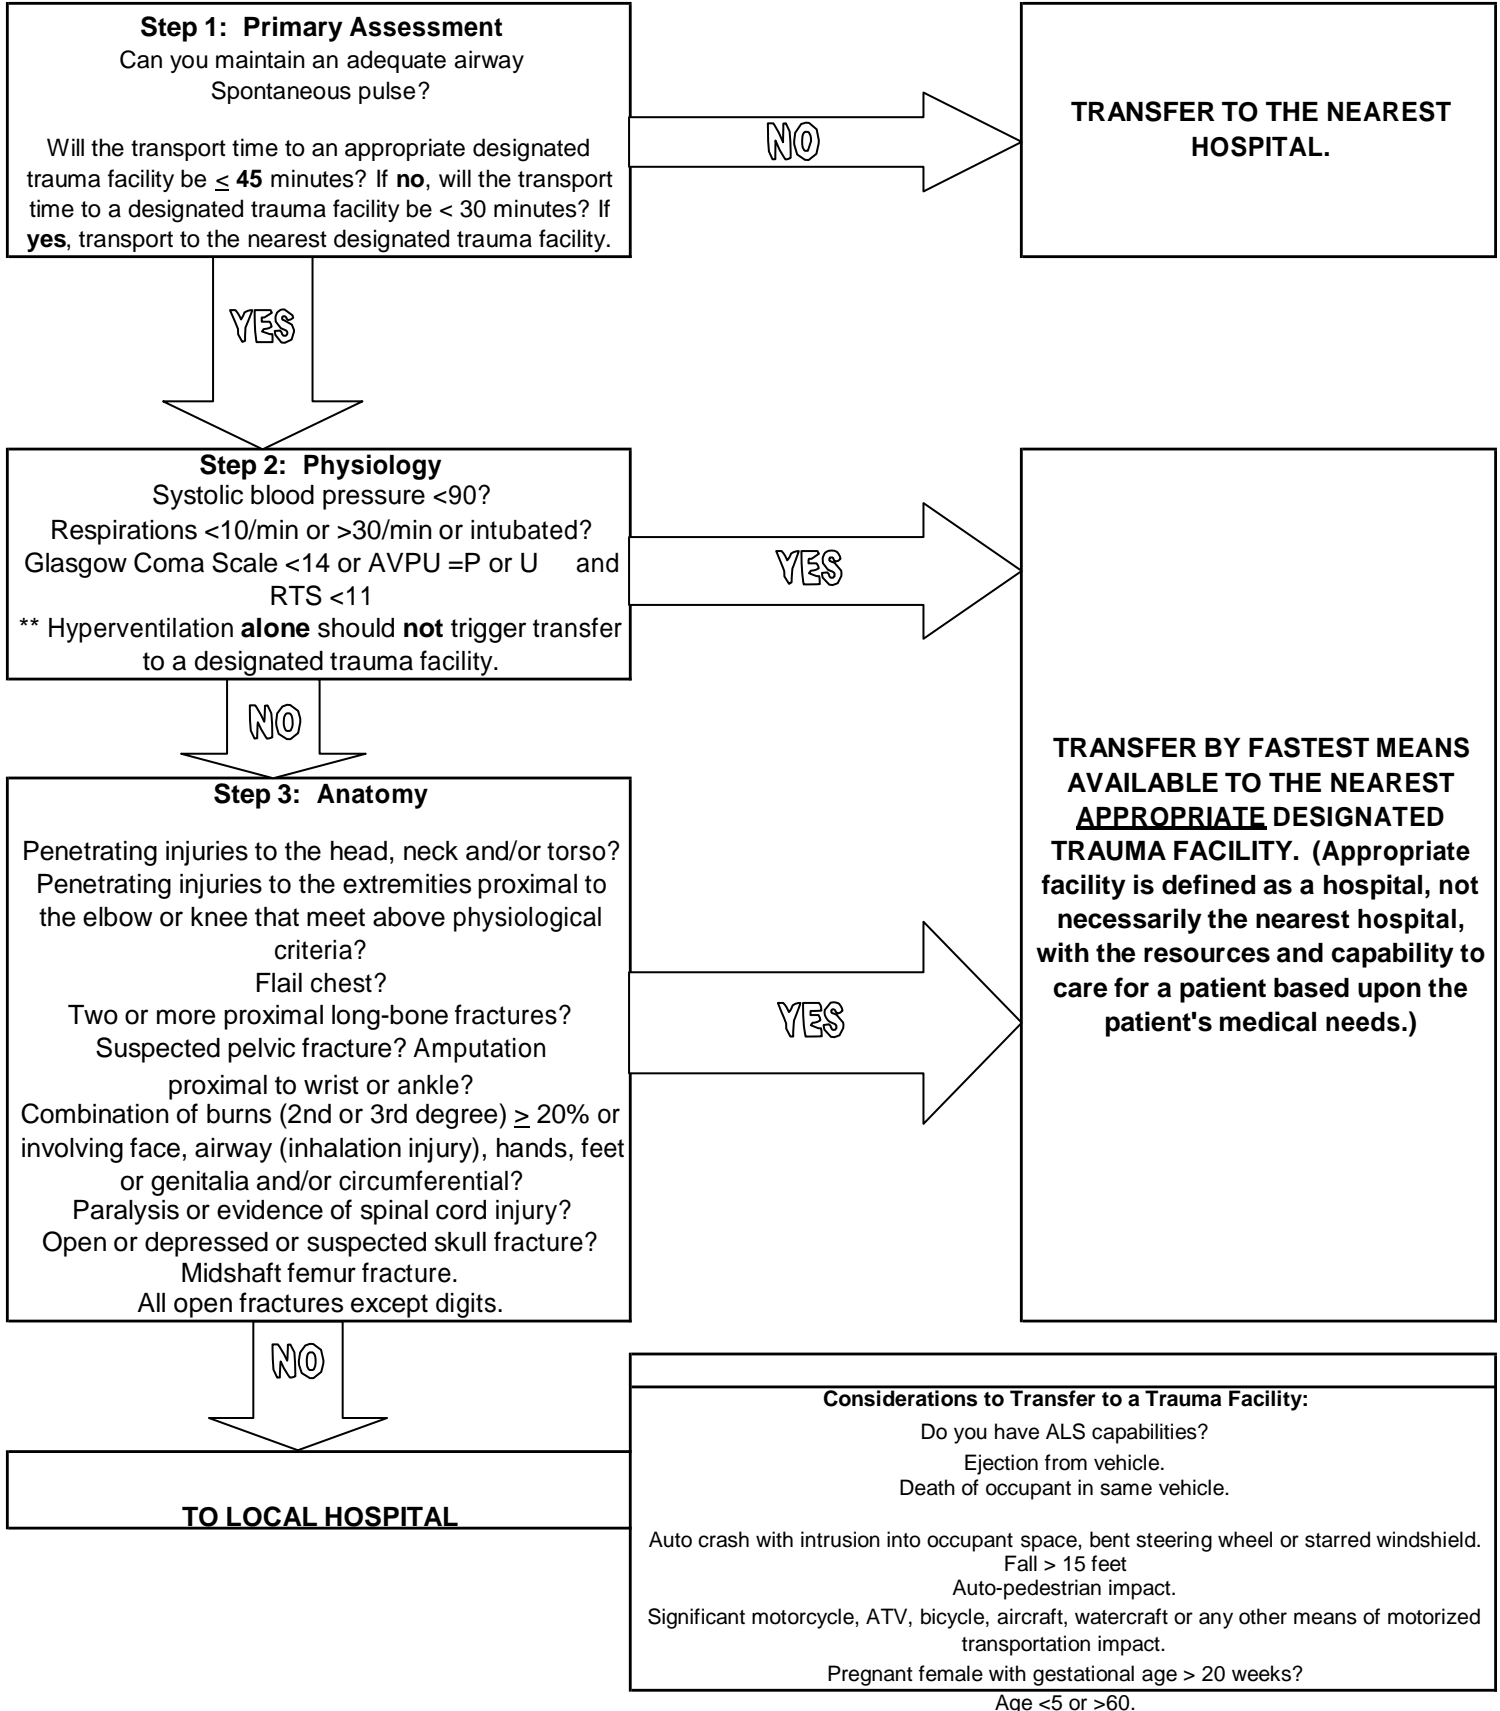 Step 1: Primary Assessment
Can you maintain an adequate airway
Spontaneous pulse?
Will the transport time to an appropriate designated
trauma facility be ≤ 45 minutes? If no, will the transport
time to a designated trauma facility be < 30 minutes? If
yes, transport to the nearest designated trauma facility.
NO
TRANSFER TO THE NEAREST
HOSPITAL.
YES
Step 2: Physiology
Systolic blood pressure <90?
Respirations <10/min or >30/min or intubated?
Glasgow Coma Scale <14 or AVPU =P or U and
RTS <11
** Hyperventilation alone should not trigger transfer
to a designated trauma facility.
YES
NO
Step 3: Anatomy
Penetrating injuries to the head, neck and/or torso?
Penetrating injuries to the extremities proximal to
the elbow or knee that meet above physiological
criteria?
Flail chest?
Two or more proximal long-bone fractures?
Suspected pelvic fracture? Amputation
proximal to wrist or ankle?
Combination of burns (2nd or 3rd degree) ≥ 20% or
involving face, airway (inhalation injury), hands, feet
or genitalia and/or circumferential?
Paralysis or evidence of spinal cord injury?
Open or depressed or suspected skull fracture?
Midshaft femur fracture.
All open fractures except digits.
YES
TRANSFER BY FASTEST MEANS
AVAILABLE TO THE NEAREST
APPROPRIATE DESIGNATED
TRAUMA FACILITY. (Appropriate
facility is defined as a hospital, not
necessarily the nearest hospital,
with the resources and capability to
care for a patient based upon the
patient's medical needs.)
NO
TO LOCAL HOSPITAL
Considerations to Transfer to a Trauma Facility:
Do you have ALS capabilities?
Ejection from vehicle.
Death of occupant in same vehicle.
Auto crash with intrusion into occupant space, bent steering wheel or starred windshield.
Fall > 15 feet
Auto-pedestrian impact.
Significant motorcycle, ATV, bicycle, aircraft, watercraft or any other means of motorized
transportation impact.
Pregnant female with gestational age > 20 weeks?
Age <5 or >60.